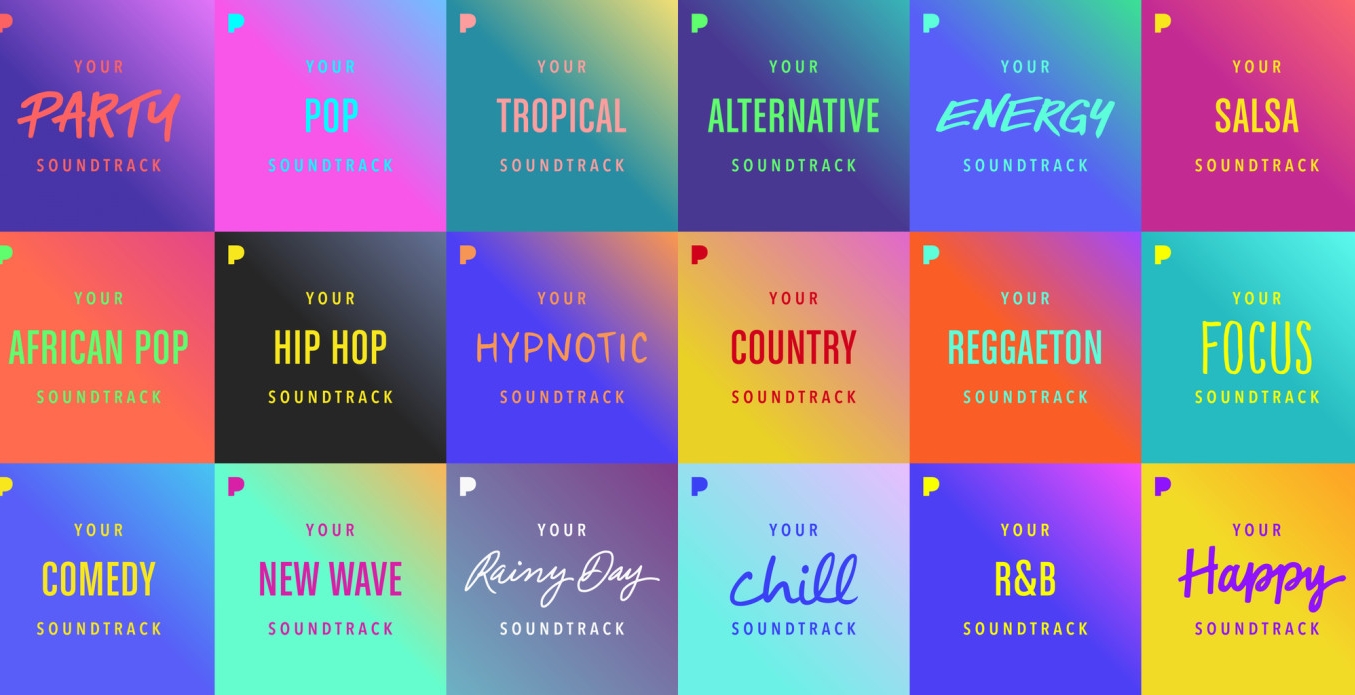 YOUR
PARTY
SOUNDTRACK
YOUR
POP
SOUNDTRACK
YOUR
TROPICAL
SOUNDTRACK
YOUR
ALTERNATIVE
SOUNDTRACK
YOUR
ENERGY
SOUNDTRACK
YOUR
SALSA
SOUNDTRACK
YOUR
AFRICAN POP
SOUNDTRACK
YOUR
HIP HOP
SOUNDTRACK
YOUR
HYPNOTIC
SOUNDTRACK
YOUR
COUNTRY
SOUNDTRACK
YOUR
REGGAETON
SOUNDTRACK
YOUR
FOCUS
SOUNDTRACK
YOUR
COMEDY
SOUNDTRACK
YOUR
NEW WAVE
SOUNDTRACK
YOUR
Rainy Day
SOUNDTRACK
YOUR
chill
SOUNDTRACK
YOUR
R&B
SOUNDTRACK
YOUR
Happy
SOUNDTRACK